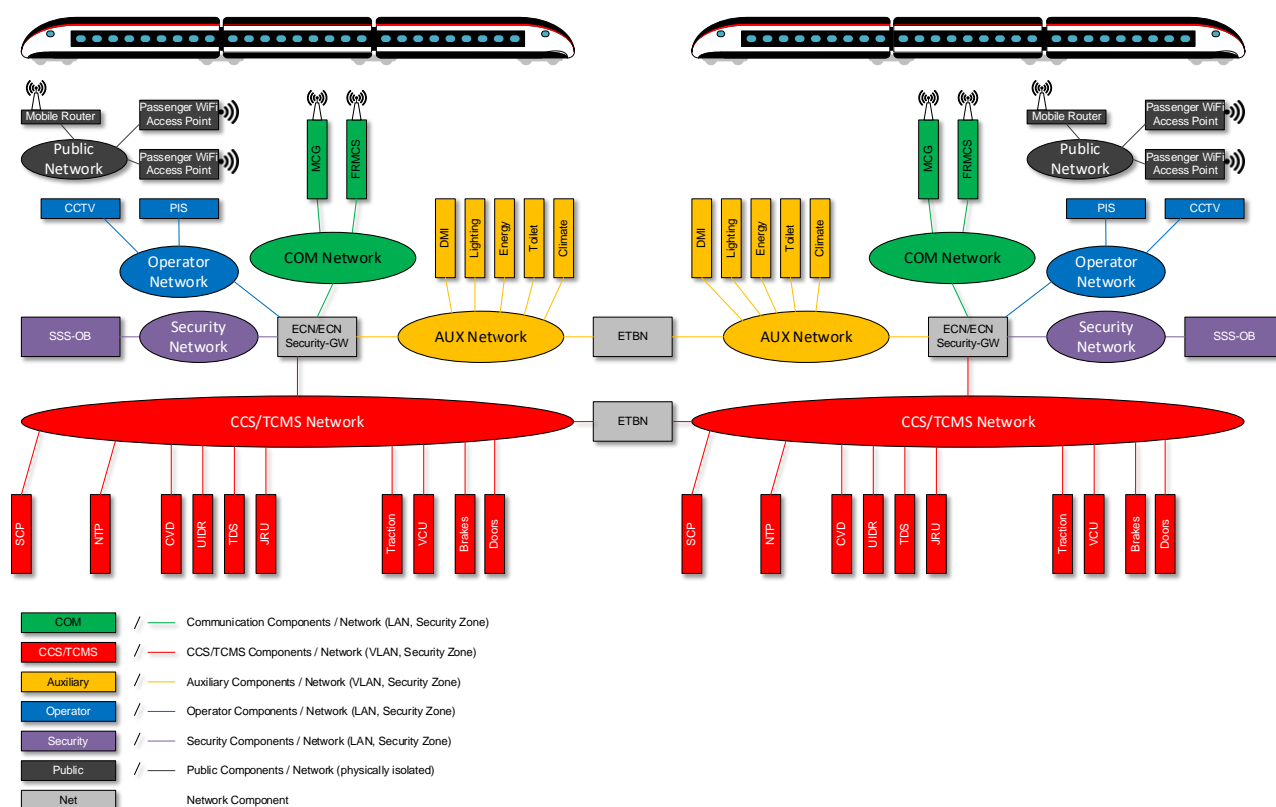 Mobile Router
Passenger WiFi
Access Point
Public
Network
Passenger WiFi
Access Point
MCG
FRMCS
CCTV
PIS
Operator
Network
COM Network
DMI
Lighting
Energy
Toilet
Climate
SSS-OB
Security
Network
ECN/ECN
Security-GW
AUX Network
ETBN
CCS/TCMS Network
ETBN
SCP
NTP
CVD
UIDR
TDS
JRU
Traction
VCU
Brakes
Doors
MCG
FRMCS
Mobile Router
Passenger WiFi
Access Point
Public
Network
Passenger WiFi
Access Point
DMI
Lighting
Energy
Toilet
Climate
COM Network
PIS
CCTV
Operator
Network
AUX Network
ECN/ECN
Security-GW
Security
Network
SSS-OB
CCS/TCMS Network
SCP
NTP
CVD
UIDR
TDS
JRU
Traction
VCU
Brakes
Doors
COM / Communication Components / Network (LAN, Security Zone)
CCS/TCMS / CCS/TCMS Components / Network (VLAN, Security Zone)
Auxiliary / Auxiliary Components / Network (VLAN, Security Zone)
Operator / Operator Components / Network (LAN, Security Zone)
Security / Security Components / Network (LAN, Security Zone)
Public / Public Components / Network (physically isolated)
Net Network Component